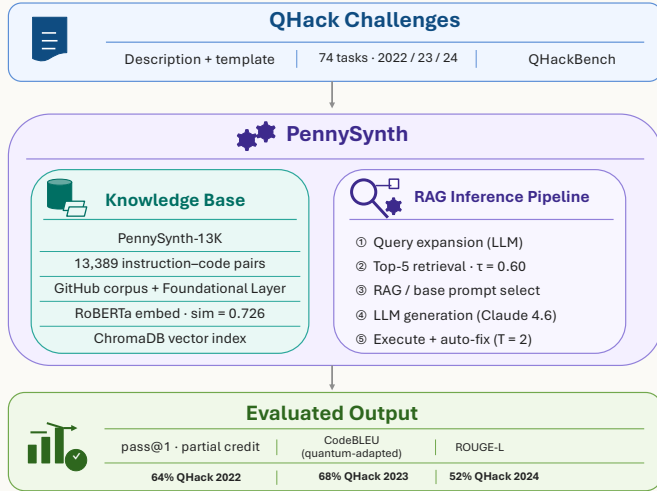 QHack Challenges
Description + template | 74 tasks · 2022 / 23 / 24 | QHackBench
PennySynth
Knowledge Base
PennySynth-13K
13,389 instruction–code pairs
GitHub corpus + Foundational Layer
RoBERTa embed · sim = 0.726
ChromaDB vector index
RAG Inference Pipeline
① Query expansion (LLM)
② Top-5 retrieval · τ = 0.60
③ RAG / base prompt select
④ LLM generation (Claude 4.6)
⑤ Execute + auto-fix (T = 2)
Evaluated Output
pass@1 · partial credit | CodeBLEU
(quantum-adapted) | ROUGE-L
64% QHack 2022 | 68% QHack 2023 | 52% QHack 2024